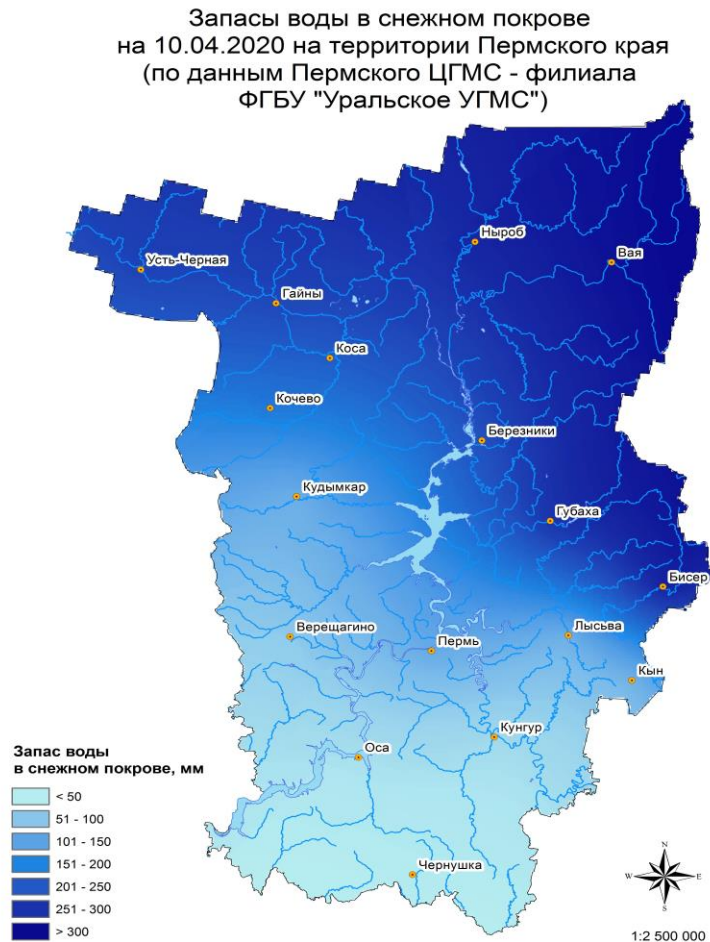 Запасы воды в снежном покрове
на 10.04.2020 на территории Пермского края
(по данным Пермского ЦГМС - филиала
ФГБУ "Уральское УГМС")
Ныроб
Вая
Усть-Черная
Гайны
Коса
Кочево
Березники
Кудымкар
Губаха
Бисер
Верещагино
Пермь
Лысьва
Кын
Кунгур
Оса
Чернушка
Запас воды
в снежном покрове, мм
< 50
51 - 100
101 - 150
151 - 200
201 - 250
251 - 300
> 300
N
W E
S
1:2 500 000